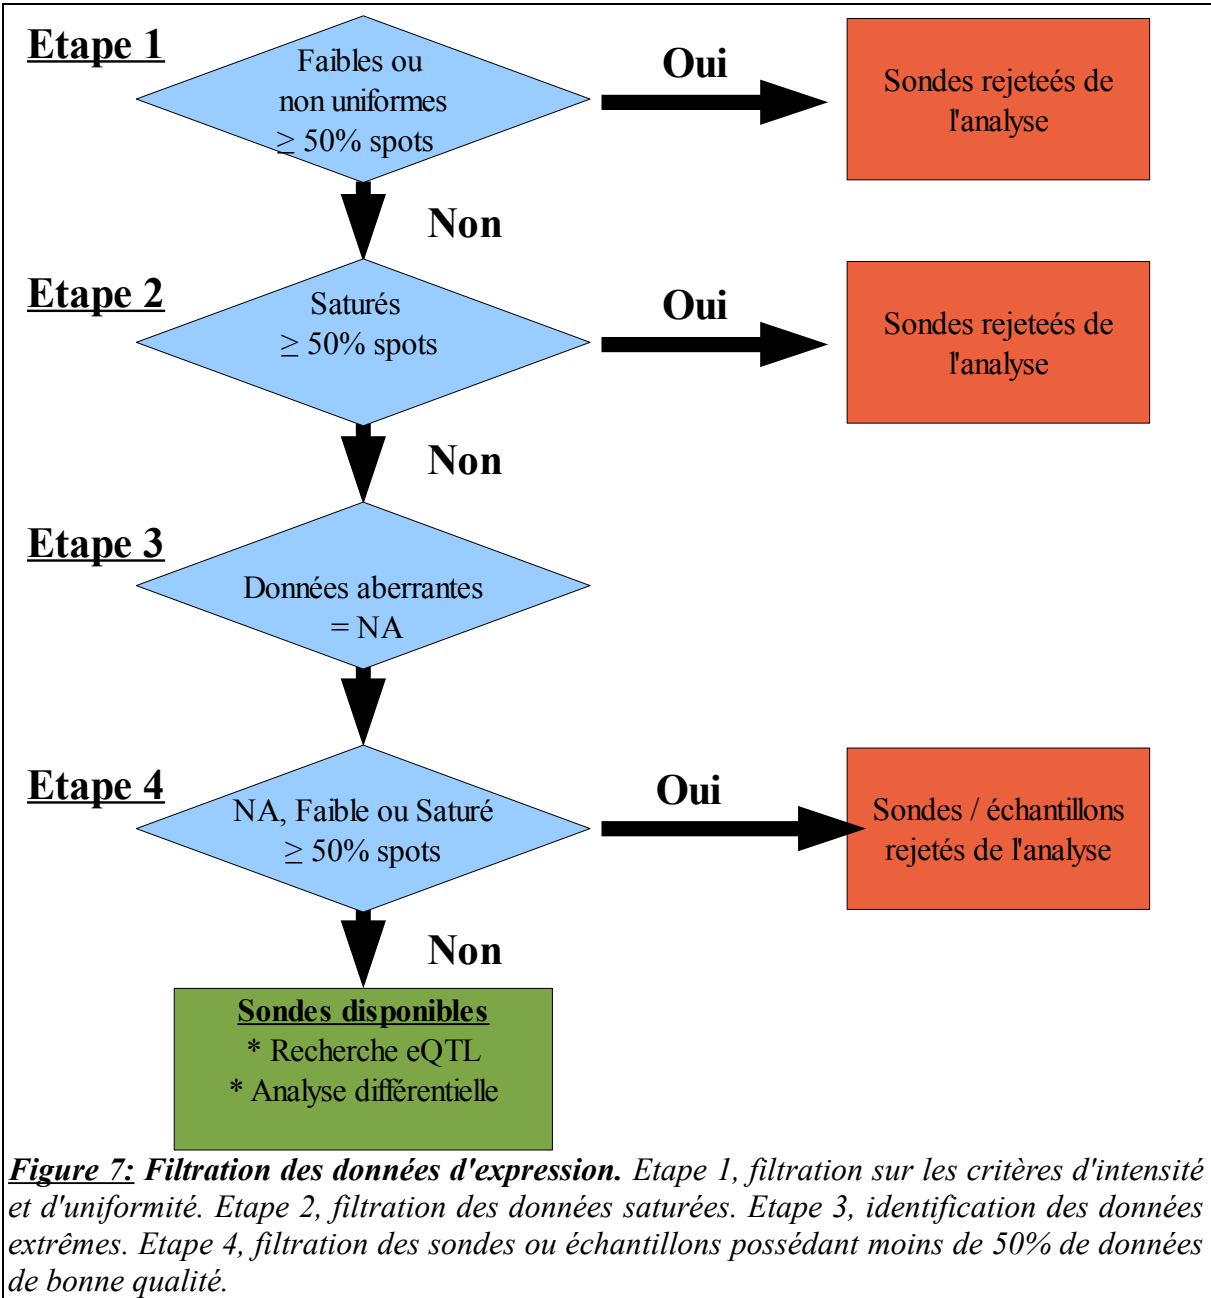 Etape 1
Faibles ou
non uniformes
≥ 50% spots
Oui
Sondes rejeteés de
l'analyse
Non
Etape 2
Saturés
≥ 50% spots
Oui
Sondes rejeteés de
l'analyse
Non
Etape 3
Données aberrantes
= NA
Etape 4
NA, Faible ou Saturé
≥ 50% spots
Oui
Sondes / échantillons
rejetés de l'analyse
Non
Sondes disponibles
* Recherche eQTL
* Analyse différentielle
Figure 7: Filtration des données d'expression. Etape 1, filtration sur les critères d'intensité
et d'uniformité. Etape 2, filtration des données saturées. Etape 3, identification des données
extrêmes. Etape 4, filtration des sondes ou échantillons possédant moins de 50% de données
de bonne qualité.